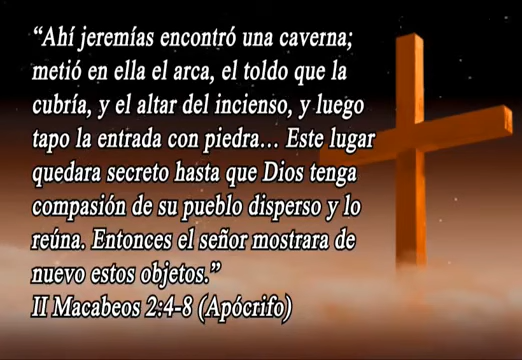 “Ahí jeremías encontró una caverna;
metió en ella el arca, el toldo que la
cubría, y el altar del incienso, y luego
tapo la entrada con piedra... Este lugar
quedara secreto hasta que Dios tenga
compasión de su pueblo disperso y lo
reúna. Entonces el señor mostrara de
nuevo estos objetos.”
II Macabeos 2:4-8 (Apócrifo)